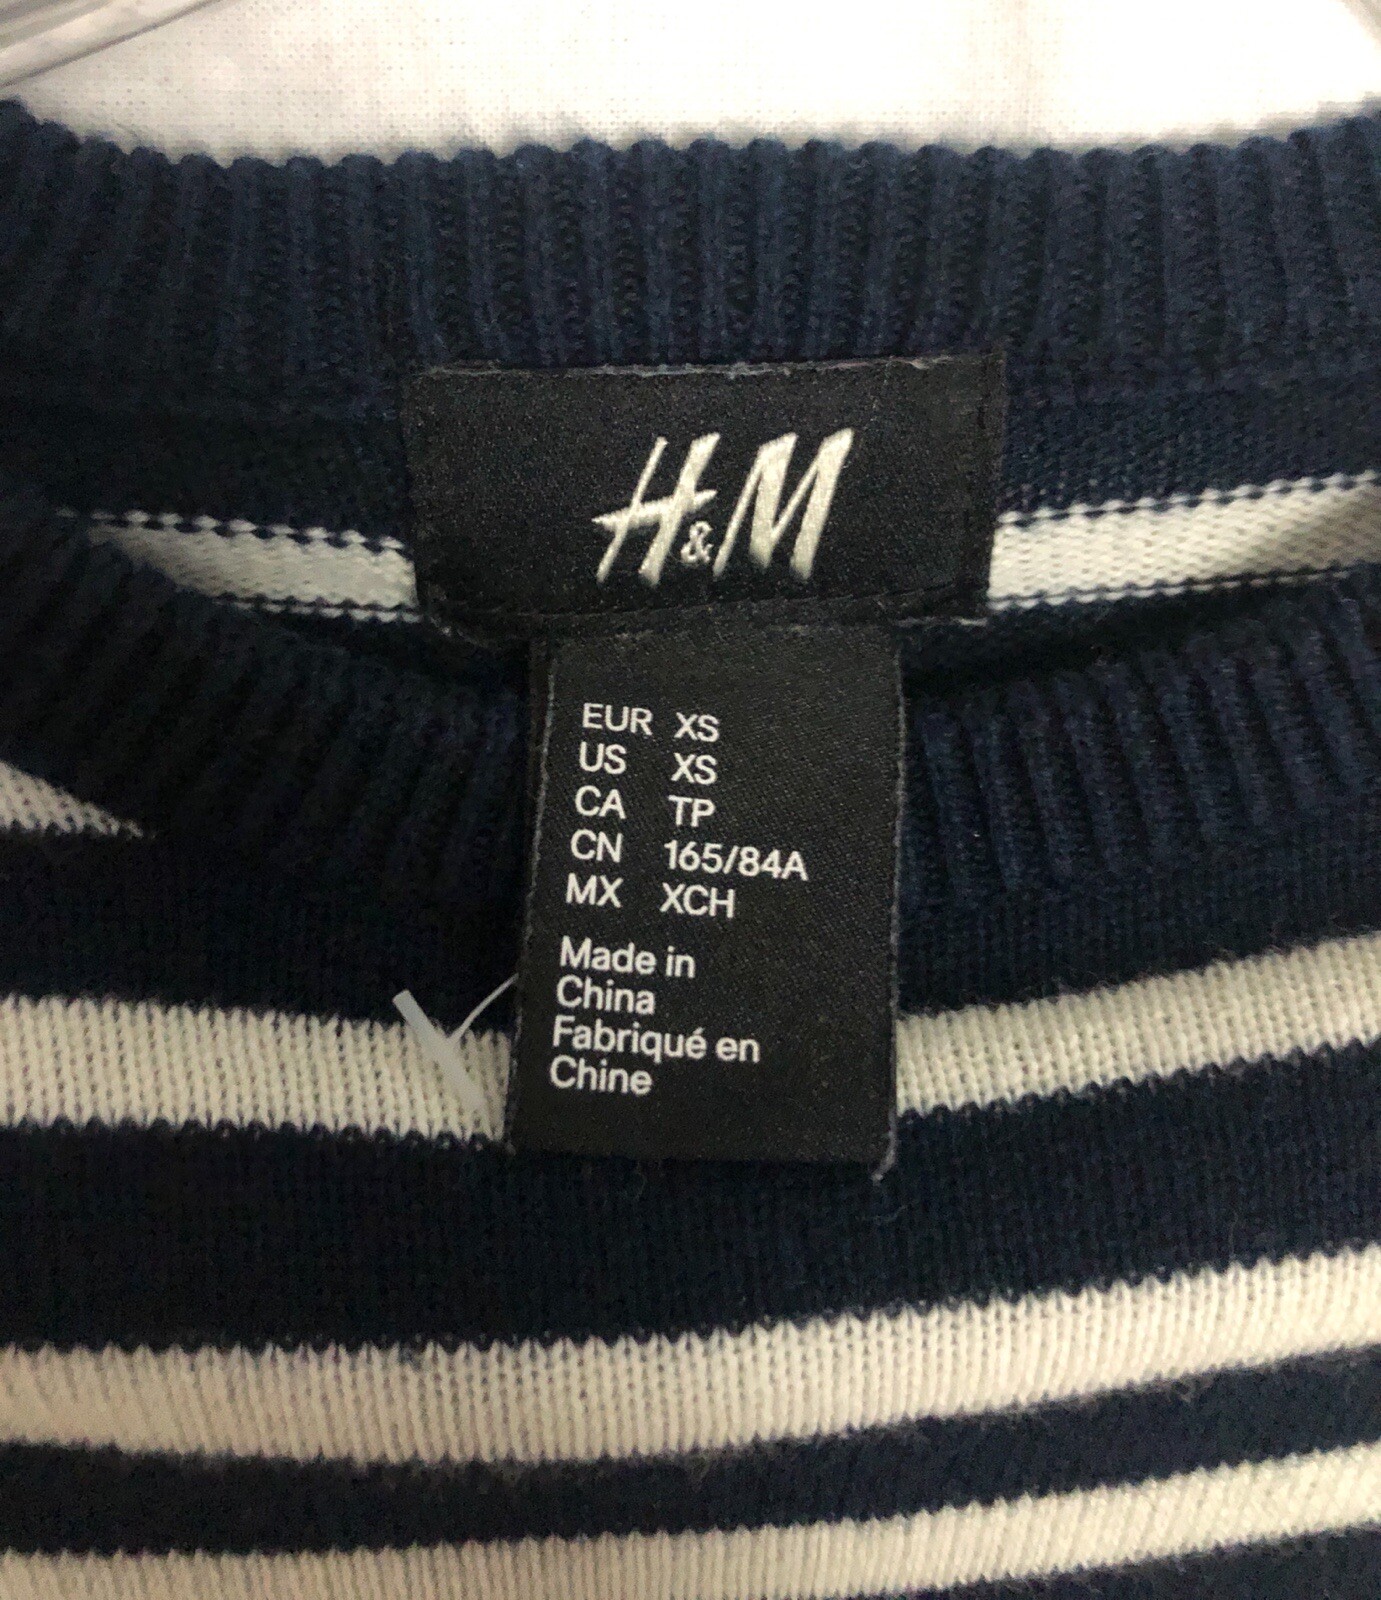 H&M
EUR XS
US XS
CA TP
CN 165/84A
MX XCH
Made in
China
Fabriqué en
Chine